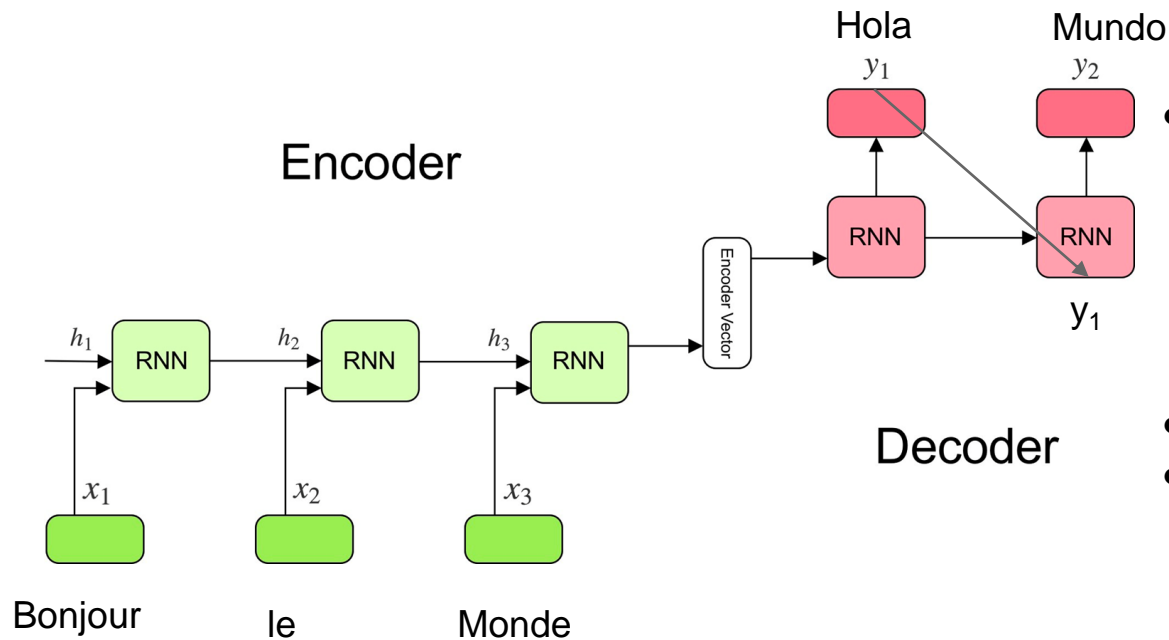 Hola Mundo
y₁ y₂
•
Encoder
RNN RNN
Encoder Vector
y₁
h₁ h₂ h₃
RNN RNN RNN
•
Decoder
•
x₁ x₂ x₃
Bonjour le Monde